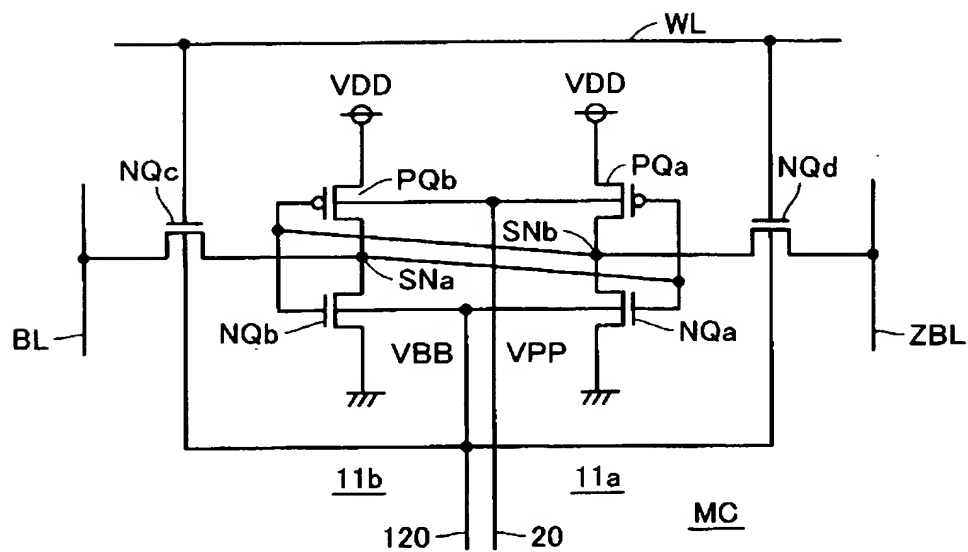 WL
VDD
VDD
NQc
PQb
PQa
NQd
SNb
SNa
BL
NQb
VBB
VPP
NQa
ZBL
11b
11a
MC
120
20